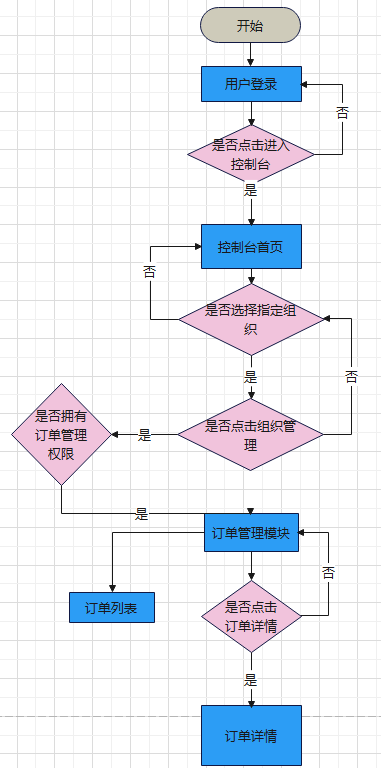 开始
用户登录
否
是否点击进入
控制台
是
控制台首页
否
是否选择指定组
织
是
否
是否拥有
订单管理
权限
是
是否点击组织管
理
是
订单管理模块
否
订单列表
是否点击
订单详情
是
订单详情